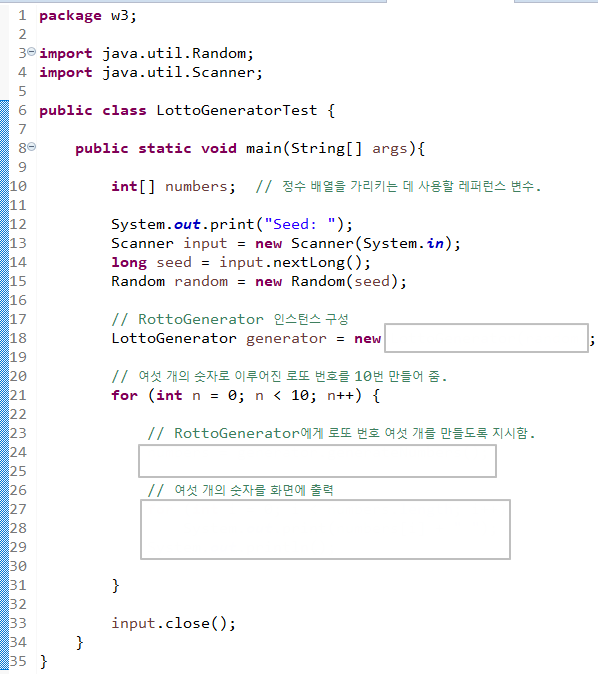 1 package w3;
2
3 import java.util.Random;
4 import java.util.Scanner;
5
6 public class LottoGeneratorTest {
7
8 public static void main(String[] args){
9
10 int[] numbers; // 정수 배열을 가리키는 데 사용할 레퍼런스 변수.
11
12 System.out.print("Seed: ");
13 Scanner input = new Scanner(System.in);
14 long seed = input.nextLong();
15 Random random = new Random(seed);
16
17 // RottoGenerator 인스턴스 구성
18 LottoGenerator generator = new ;
19
20 // 여섯 개의 숫자로 이루어진 로또 번호를 10번 만들어 줌.
21 for (int n = 0; n < 10; n++) {
22
23 // RottoGenerator에게 로또 번호 여섯 개를 만들도록 지시함.
24
25
26 // 여섯 개의 숫자를 화면에 출력
27
28
29
30
31 }
32
33 input.close();
34 }
35 }